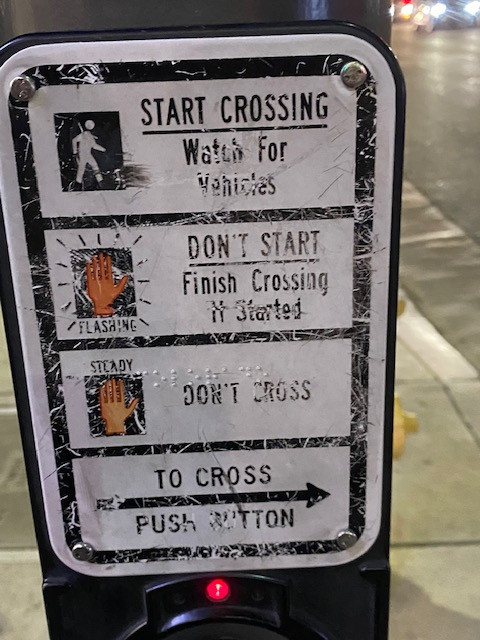 START CROSSING
Watch For
Vehicles
DON'T START
Finish Crossing
If Started
FLASHING
STEADY
DON'T CROSS
TO CROSS
PUSH BUTTON